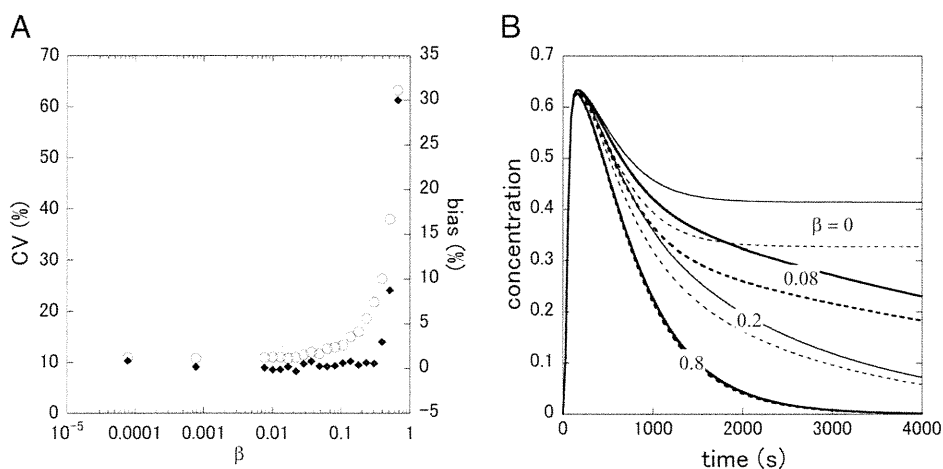 A
B
70
60
50
40
30
20
10
0
CV (%)
35
30
25
20
15
10
5
0
-5
bias (%)
10⁻⁵ 0.0001 0.001 0.01 0.1 1
β
0.7
0.6
0.5
0.4
0.3
0.2
0.1
0
concentration
β = 0
0.08
0.2
0.8
0 1000 2000 3000 4000
time (s)